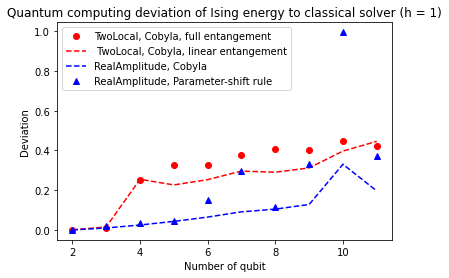 Quantum computing deviation of Ising energy to classical solver (h = 1)
TwoLocal, Cobyla, full entangement
TwoLocal, Cobyla, linear entangement
RealAmplitude, Cobyla
RealAmplitude, Parameter-shift rule
1.0
0.8
0.6
0.4
0.2
0.0
Deviation
2 4 6 8 10
Number of qubit